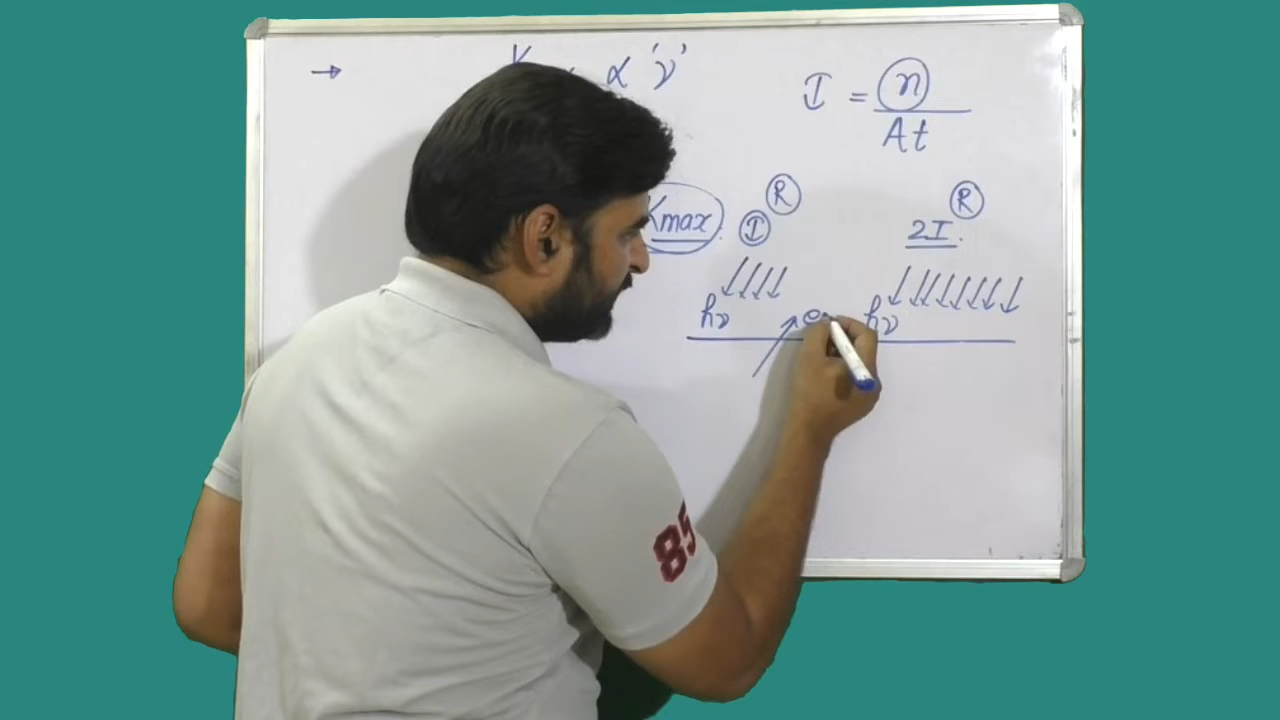 → K α 'ν'
I = n
At
Kmax. I R 2I. R
hν e hν
85